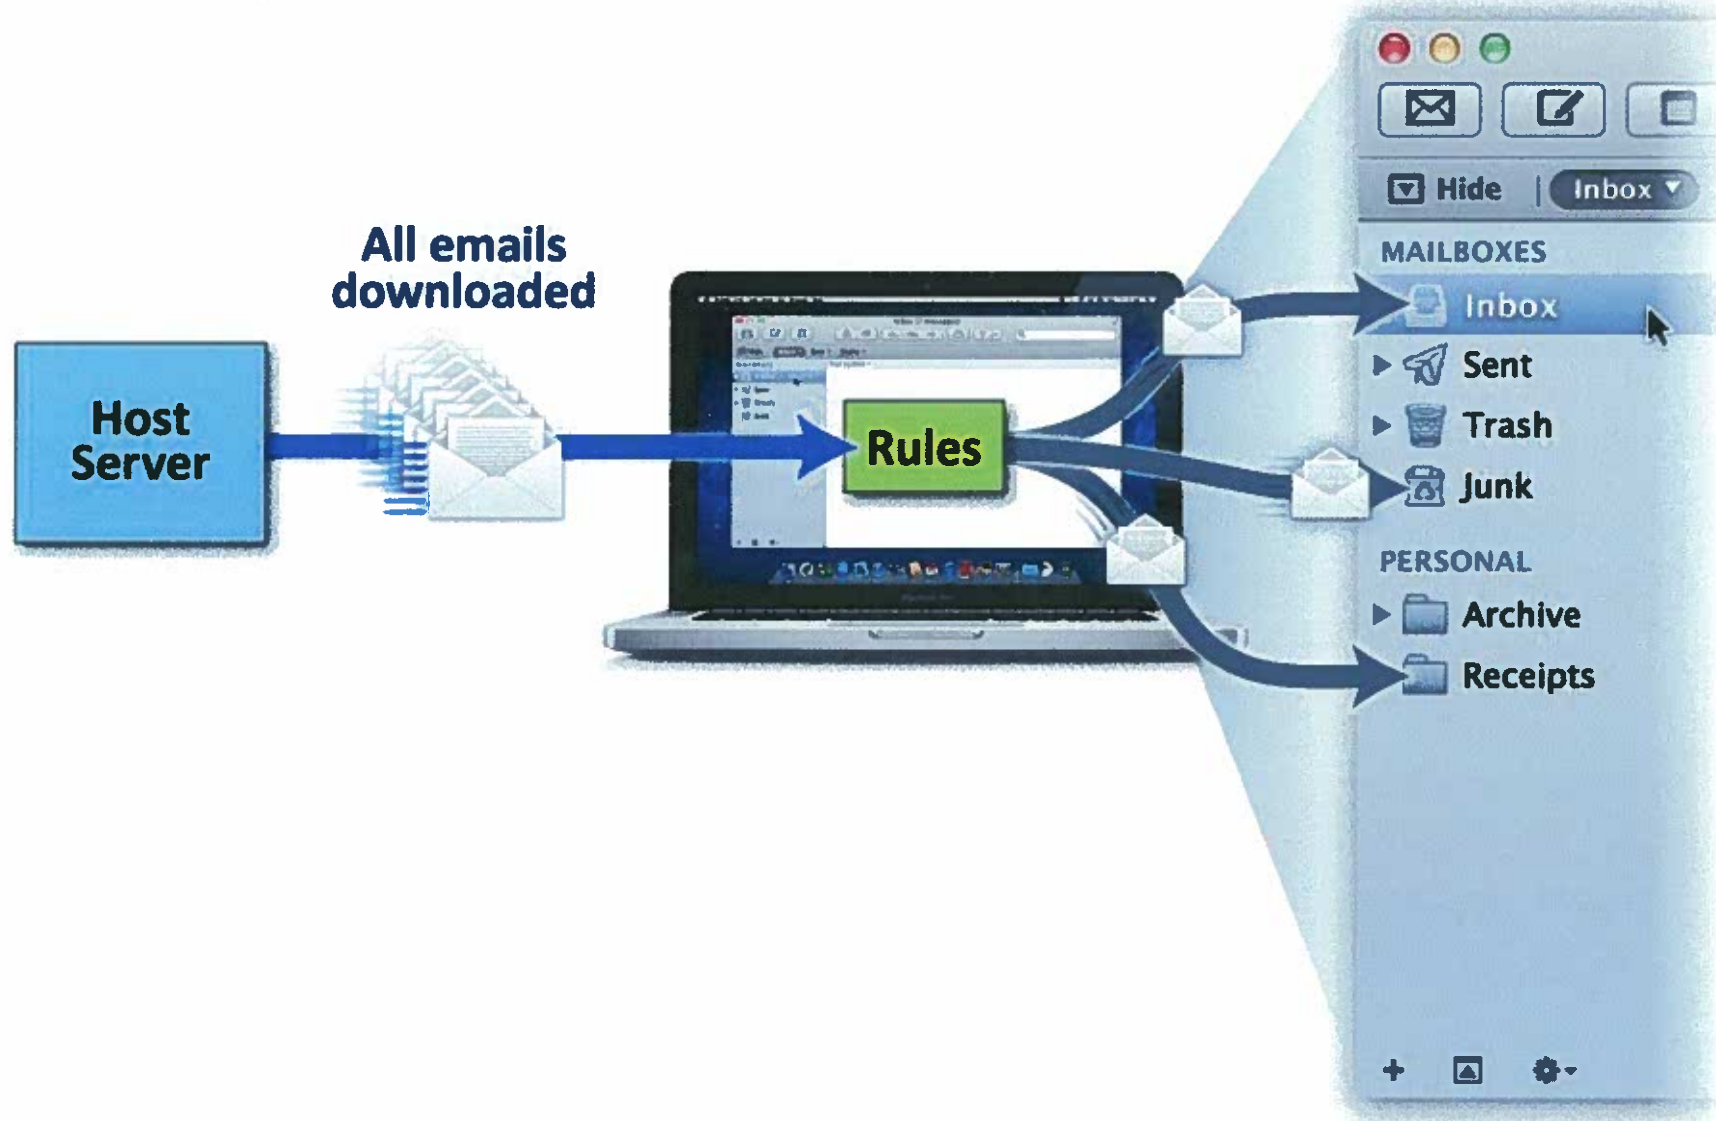 All emails
downloaded
Host
Server
Rules
Hide | Inbox
MAILBOXES
Inbox
Sent
Trash
Junk
PERSONAL
Archive
Receipts